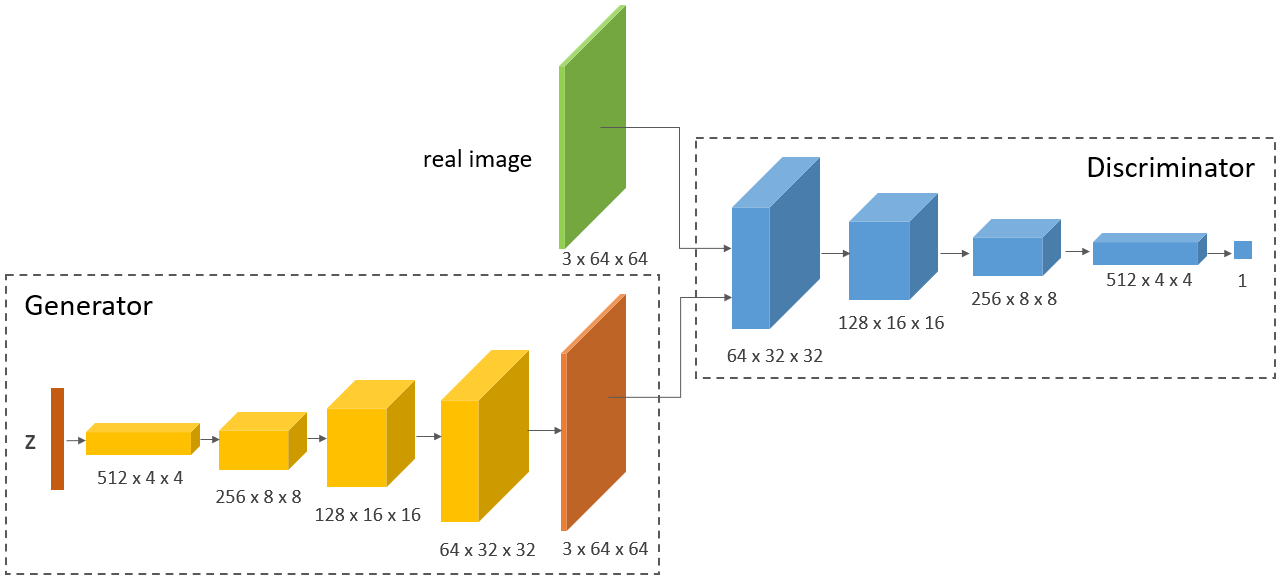 real image
3 x 64 x 64
Discriminator
64 x 32 x 32
128 x 16 x 16
256 x 8 x 8
512 x 4 x 4
1
Generator
z
512 x 4 x 4
256 x 8 x 8
128 x 16 x 16
64 x 32 x 32
3 x 64 x 64